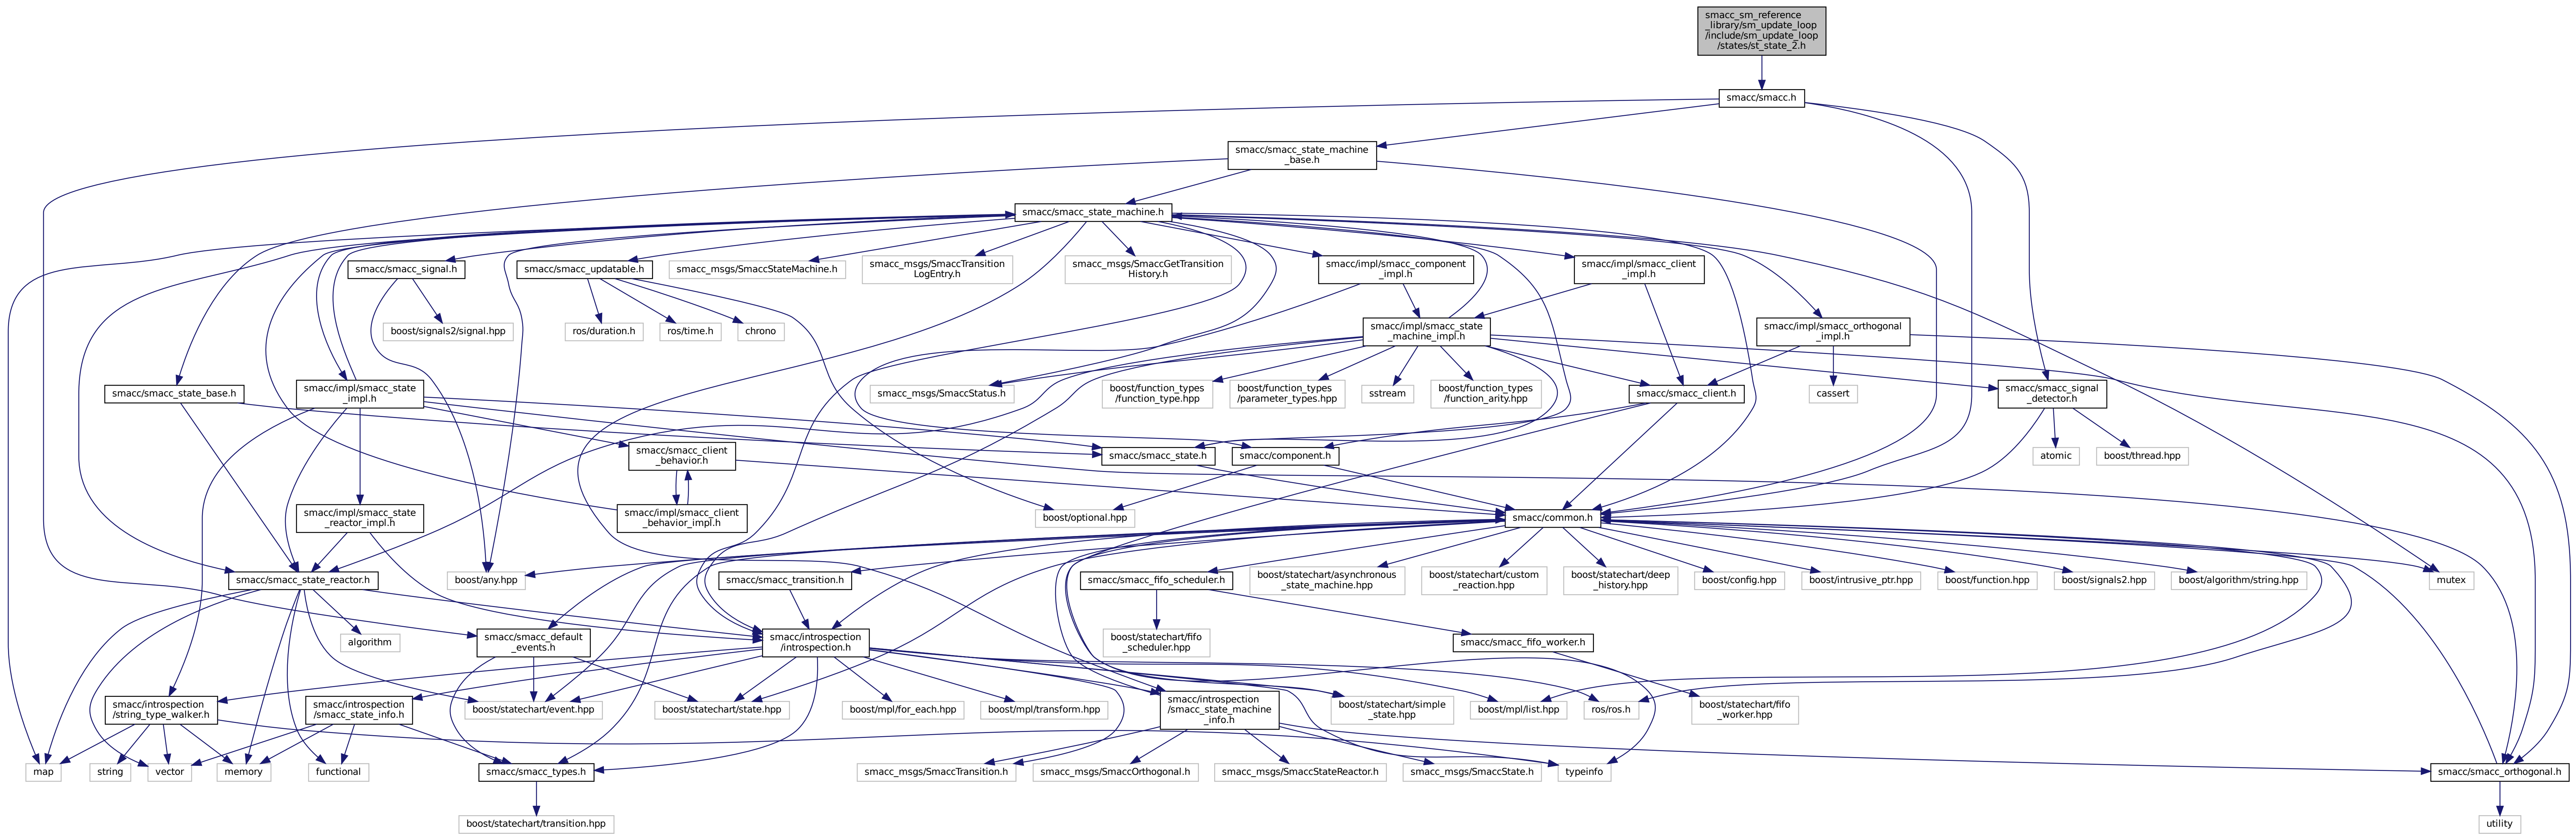 smacc_sm_reference
_library/sm_update_loop
/include/sm_update_loop
/states/st_state_2.h
smacc/smacc.h
smacc/smacc_state_machine
_base.h
smacc/smacc_state_machine.h
smacc/smacc_signal.h
smacc/smacc_updatable.h
smacc_msgs/SmaccStateMachine.h
smacc_msgs/SmaccTransition
LogEntry.h
smacc_msgs/SmaccGetTransition
History.h
smacc/impl/smacc_component
_impl.h
smacc/impl/smacc_client
_impl.h
boost/signals2/signal.hpp
ros/duration.h
ros/time.h
chrono
smacc/impl/smacc_state
_machine_impl.h
smacc/impl/smacc_orthogonal
_impl.h
smacc/smacc_state_base.h
smacc/impl/smacc_state
_impl.h
smacc_msgs/SmaccStatus.h
boost/function_types
/function_type.hpp
boost/function_types
/parameter_types.hpp
sstream
boost/function_types
/function_arity.hpp
smacc/smacc_client.h
cassert
smacc/smacc_signal
_detector.h
smacc/smacc_client
_behavior.h
smacc/smacc_state.h
smacc/component.h
atomic
boost/thread.hpp
smacc/impl/smacc_state
_reactor_impl.h
smacc/impl/smacc_client
_behavior_impl.h
boost/optional.hpp
smacc/common.h
smacc/smacc_state_reactor.h
boost/any.hpp
smacc/smacc_transition.h
smacc/smacc_fifo_scheduler.h
boost/statechart/asynchronous
_state_machine.hpp
boost/statechart/custom
_reaction.hpp
boost/statechart/deep
_history.hpp
boost/config.hpp
boost/intrusive_ptr.hpp
boost/function.hpp
boost/signals2.hpp
boost/algorithm/string.hpp
mutex
algorithm
smacc/smacc_default
_events.h
smacc/introspection
/introspection.h
boost/statechart/fifo
_scheduler.hpp
smacc/smacc_fifo_worker.h
smacc/introspection
/string_type_walker.h
smacc/introspection
/smacc_state_info.h
boost/statechart/event.hpp
boost/statechart/state.hpp
boost/mpl/for_each.hpp
boost/mpl/transform.hpp
smacc/introspection
/smacc_state_machine
_info.h
boost/statechart/simple
_state.hpp
boost/mpl/list.hpp
ros/ros.h
boost/statechart/fifo
_worker.hpp
map
string
vector
memory
functional
smacc/smacc_types.h
smacc_msgs/SmaccTransition.h
smacc_msgs/SmaccOrthogonal.h
smacc_msgs/SmaccStateReactor.h
smacc_msgs/SmaccState.h
typeinfo
smacc/smacc_orthogonal.h
boost/statechart/transition.hpp
utility